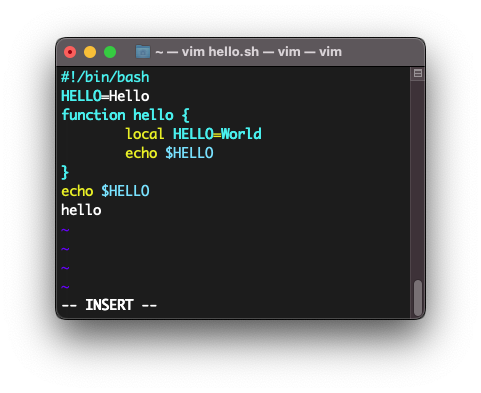 ~ — vim hello.sh — vim — vim
#!/bin/bash
HELLO=Hello
function hello {
        local HELLO=World
        echo $HELLO
}
echo $HELLO
hello
~
~
~
~
-- INSERT --